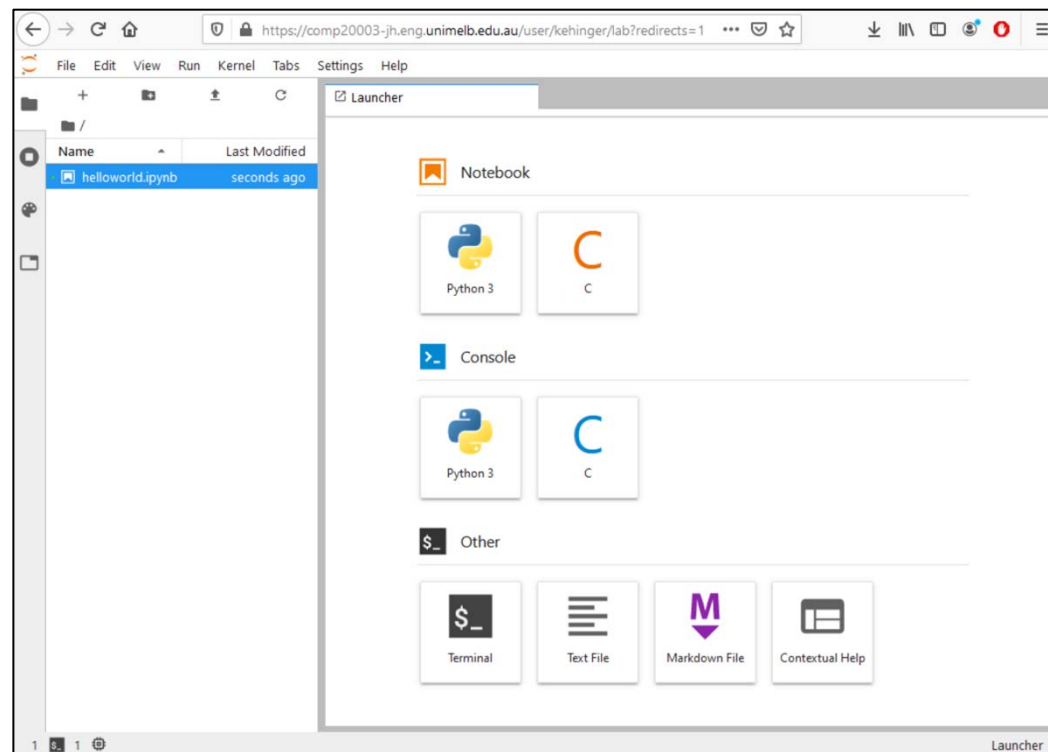 https://comp20003-jh.eng.unimelb.edu.au/user/kehinger/lab?redirects=1
File Edit View Run Kernel Tabs Settings Help
Launcher
/
Name Last Modified
helloworld.ipynb seconds ago
Notebook
Python 3 C
C
Console
Python 3 C
C
$_ Other
$_ M
Terminal Text File Markdown File Contextual Help
1 $_ 1 Launcher